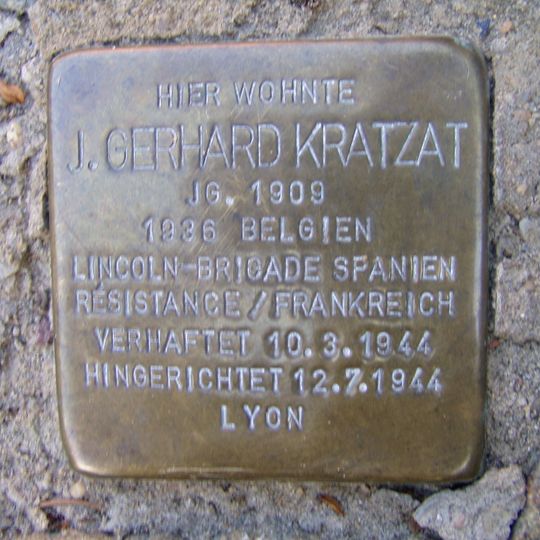 HIER WOHNTE
J. GERHARD KRATZAT
JG. 1909
1936 BELGIEN
LINCOLN-BRIGADE SPANIEN
RÉSISTANCE/FRANKREICH
VERHAFTET 10.3.1944
HINGERICHTET 12.7.1944
LYON